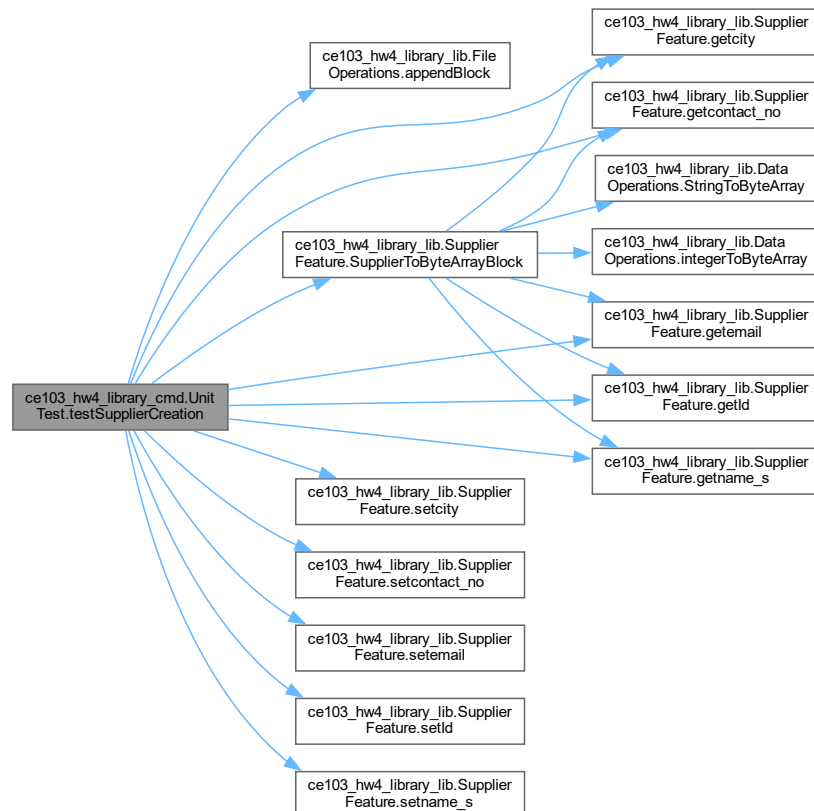 ce103_hw4_library_lib.File
Operations.appendBlock
ce103_hw4_library_lib.Supplier
Feature.getcity
ce103_hw4_library_lib.Supplier
Feature.getcontact_no
ce103_hw4_library_lib.Data
Operations.StringToByteArray
ce103_hw4_library_lib.Supplier
Feature.SupplierToByteArrayBlock
ce103_hw4_library_lib.Data
Operations.integerToByteArray
ce103_hw4_library_lib.Supplier
Feature.getemail
ce103_hw4_library_cmd.Unit
Test.testSupplierCreation
ce103_hw4_library_lib.Supplier
Feature.getId
ce103_hw4_library_lib.Supplier
Feature.getname_s
ce103_hw4_library_lib.Supplier
Feature.setcity
ce103_hw4_library_lib.Supplier
Feature.setcontact_no
ce103_hw4_library_lib.Supplier
Feature.setemail
ce103_hw4_library_lib.Supplier
Feature.setId
ce103_hw4_library_lib.Supplier
Feature.setname_s